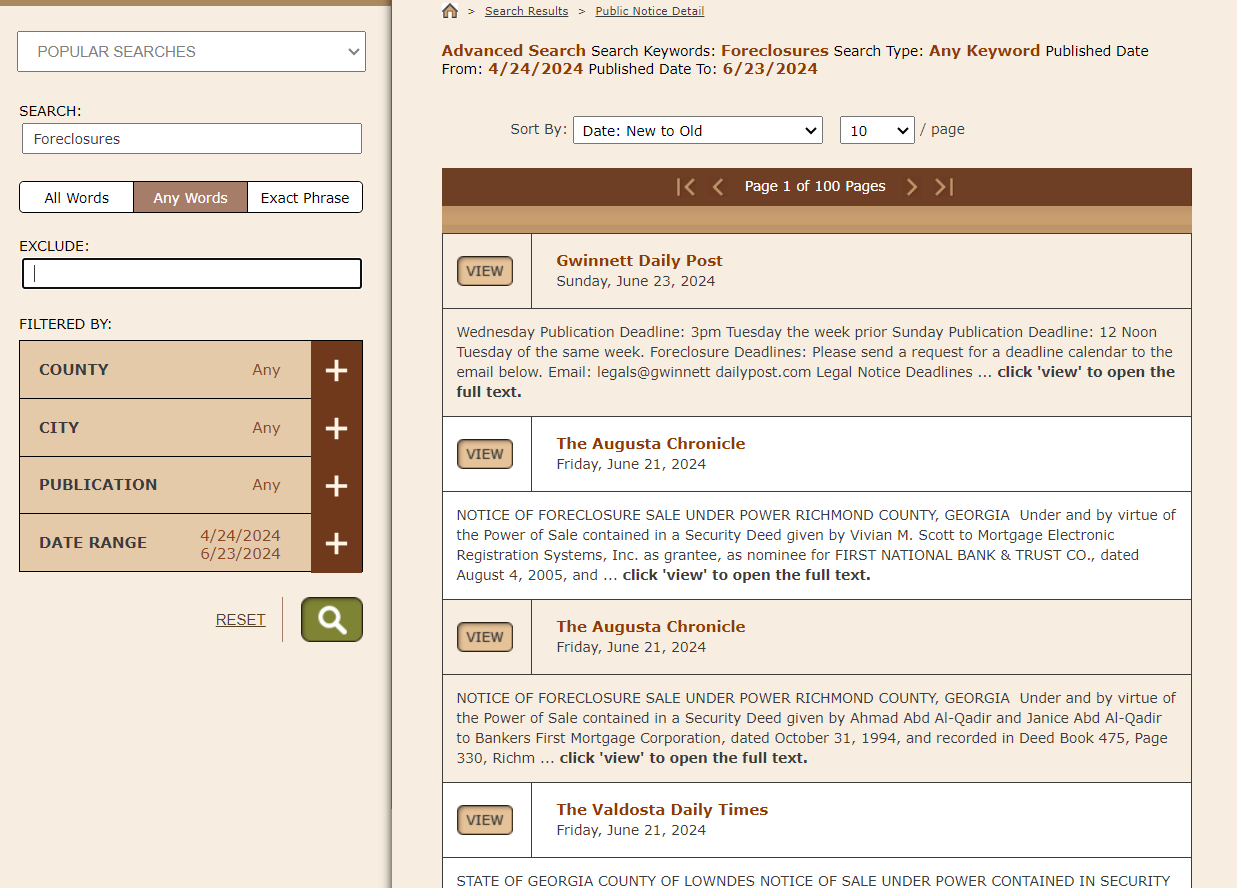 POPULAR SEARCHES
SEARCH:
Foreclosures
All Words Any Words Exact Phrase
EXCLUDE:
FILTERED BY:
COUNTY Any +
CITY Any +
PUBLICATION Any +
DATE RANGE 4/24/2024
6/23/2024 +
RESET
> Search Results > Public Notice Detail
Advanced Search Search Keywords: Foreclosures Search Type: Any Keyword Published Date
From: 4/24/2024 Published Date To: 6/23/2024
Sort By: Date: New to Old 10 / page
Page 1 of 100 Pages
VIEW
Gwinnett Daily Post
Sunday, June 23, 2024
Wednesday Publication Deadline: 3pm Tuesday the week prior Sunday Publication Deadline: 12 Noon
Tuesday of the same week. Foreclosure Deadlines: Please send a request for a deadline calendar to the
email below. Email: legals@gwinnett dailypost.com Legal Notice Deadlines ... click 'view' to open the
full text.
VIEW
The Augusta Chronicle
Friday, June 21, 2024
NOTICE OF FORECLOSURE SALE UNDER POWER RICHMOND COUNTY, GEORGIA  Under and by virtue of
the Power of Sale contained in a Security Deed given by Vivian M. Scott to Mortgage Electronic
Registration Systems, Inc. as grantee, as nominee for FIRST NATIONAL BANK & TRUST CO., dated
August 4, 2005, and ... click 'view' to open the full text.
VIEW
The Augusta Chronicle
Friday, June 21, 2024
NOTICE OF FORECLOSURE SALE UNDER POWER RICHMOND COUNTY, GEORGIA  Under and by virtue of
the Power of Sale contained in a Security Deed given by Ahmad Abd Al-Qadir and Janice Abd Al-Qadir
to Bankers First Mortgage Corporation, dated October 31, 1994, and recorded in Deed Book 475, Page
330, Richm ... click 'view' to open the full text.
VIEW
The Valdosta Daily Times
Friday, June 21, 2024
STATE OF GEORGIA COUNTY OF LOWNDES NOTICE OF SALE UNDER POWER CONTAINED IN SECURITY